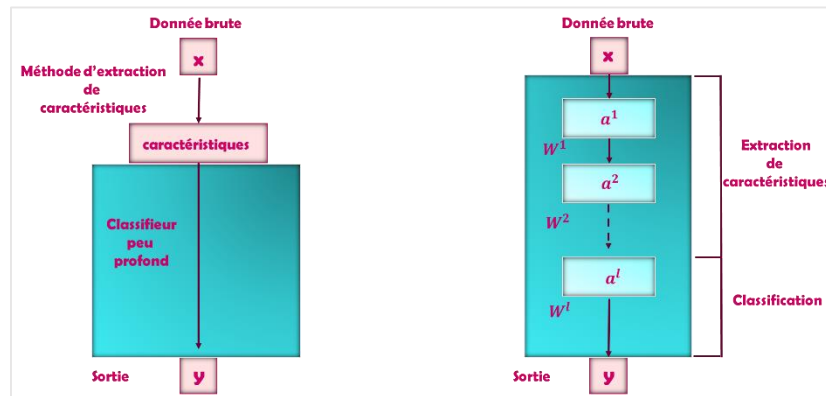 Donnée brute
x
Méthode d'extraction
de
caractéristiques
caractéristiques
Classifieur
peu
profond
Sortie
y
Donnée brute
x
a¹
W¹
a²
W²
aˡ
Wˡ
Extraction
de
caractéristiques
Classification
Sortie
y